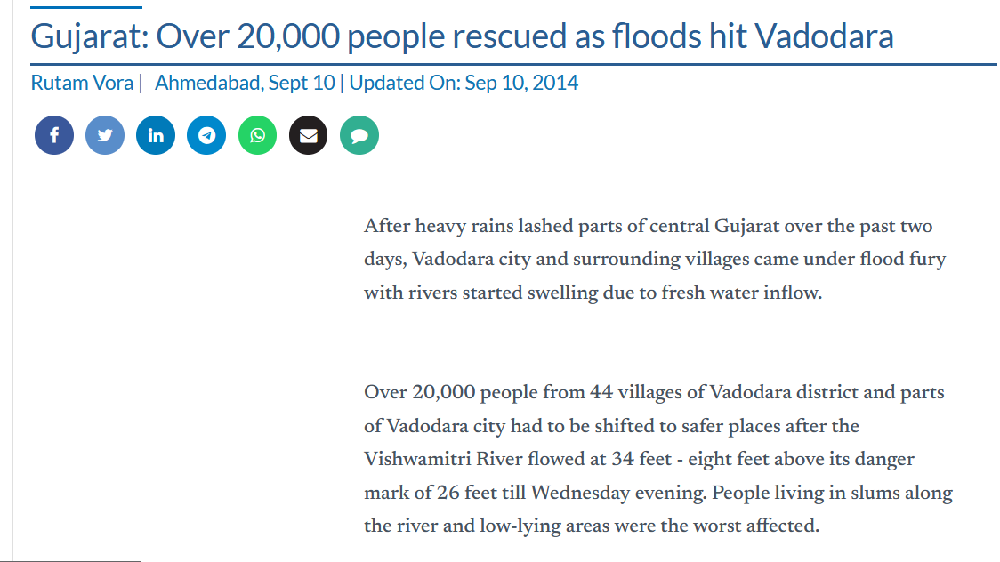 Gujarat: Over 20,000 people rescued as floods hit Vadodara
Rutam Vora | Ahmedabad, Sept 10 | Updated On: Sep 10, 2014
After heavy rains lashed parts of central Gujarat over the past two
days, Vadodara city and surrounding villages came under flood fury
with rivers started swelling due to fresh water inflow.
Over 20,000 people from 44 villages of Vadodara district and parts
of Vadodara city had to be shifted to safer places after the
Vishwamitri River flowed at 34 feet - eight feet above its danger
mark of 26 feet till Wednesday evening. People living in slums along
the river and low-lying areas were the worst affected.